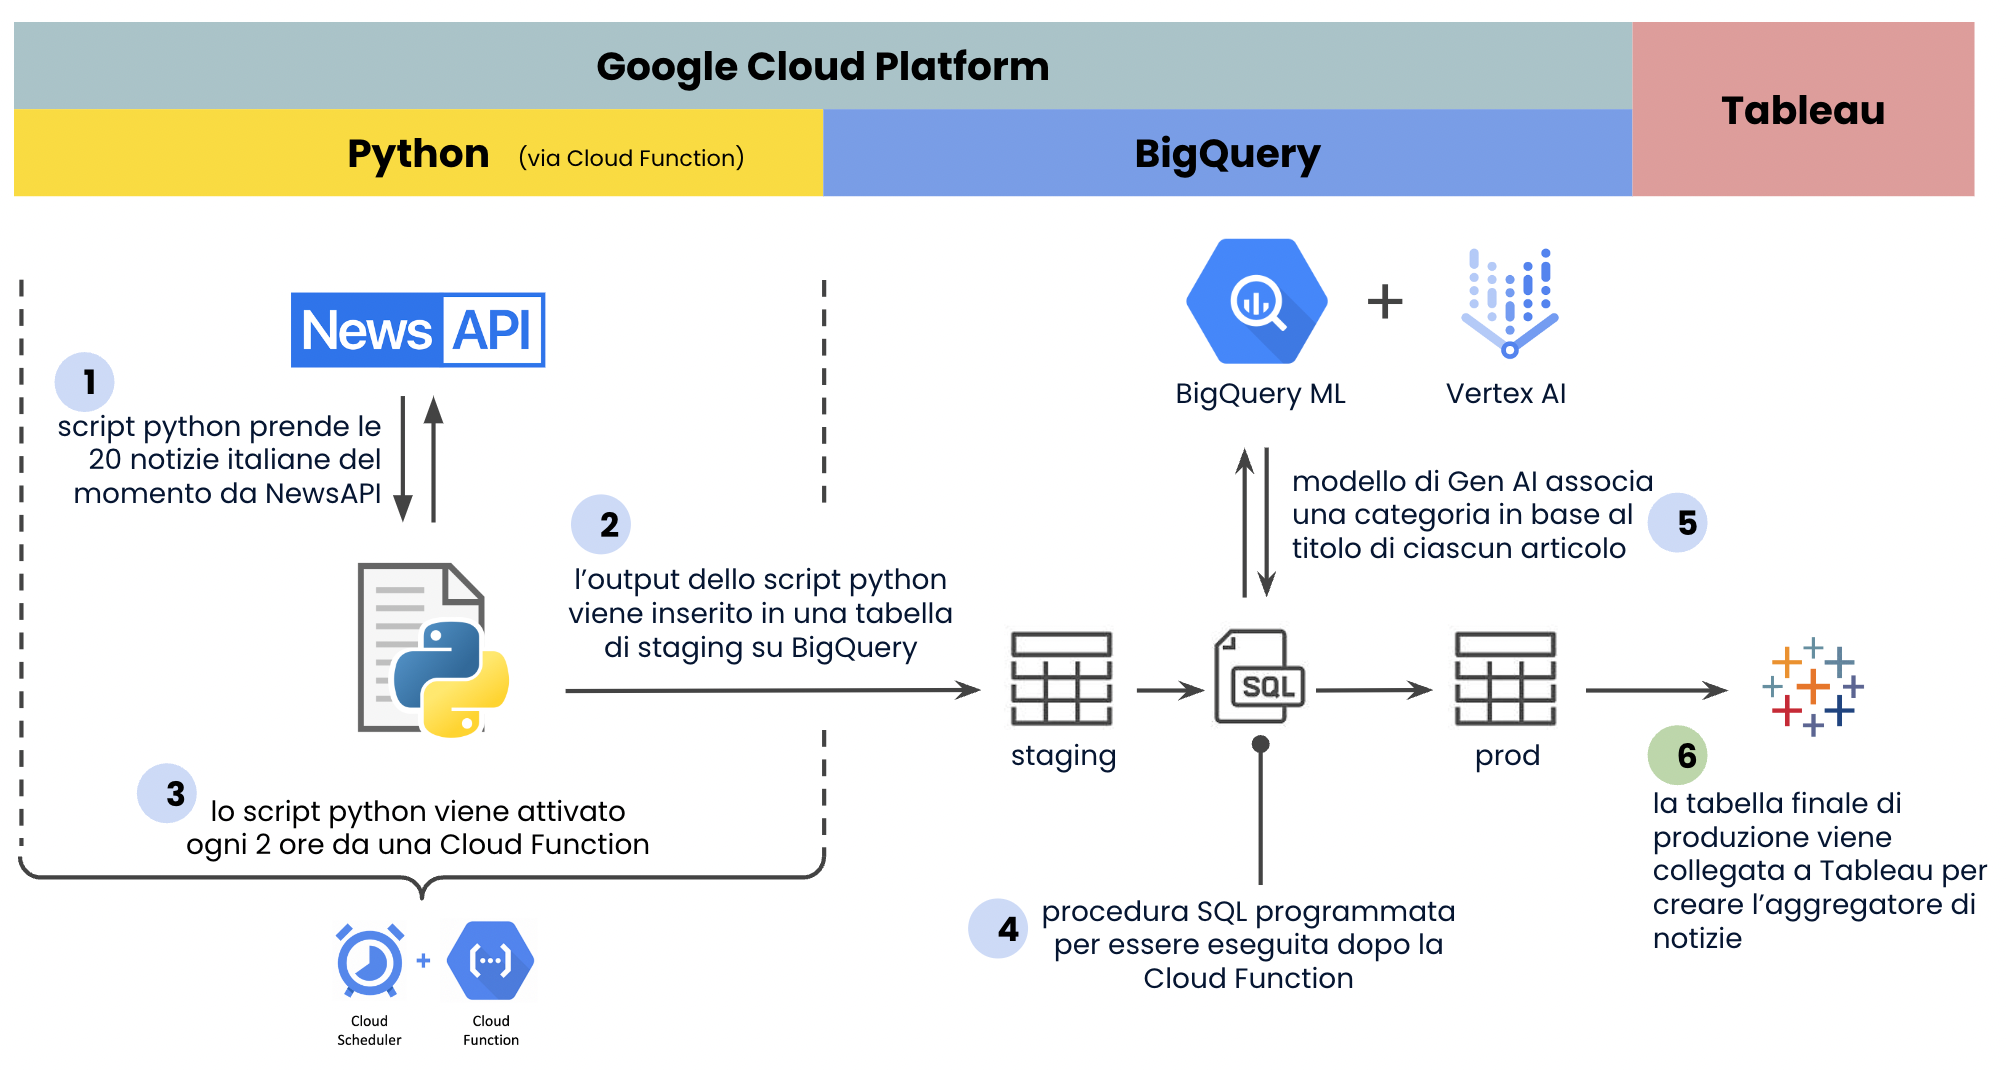 Google Cloud Platform
Tableau
Python (via Cloud Function)
BigQuery
News API
1
script python prende le
20 notizie italiane del
momento da NewsAPI
2
l’output dello script python
viene inserito in una tabella
di staging su BigQuery
3
lo script python viene attivato
ogni 2 ore da una Cloud Function
Cloud
Scheduler
+
Cloud
Function
BigQuery ML
+
Vertex AI
modello di Gen AI associa
una categoria in base al
titolo di ciascun articolo
5
staging
SQL
prod
4
procedura SQL programmata
per essere eseguita dopo la
Cloud Function
6
la tabella finale di
produzione viene
collegata a Tableau per
creare l’aggregatore di
notizie